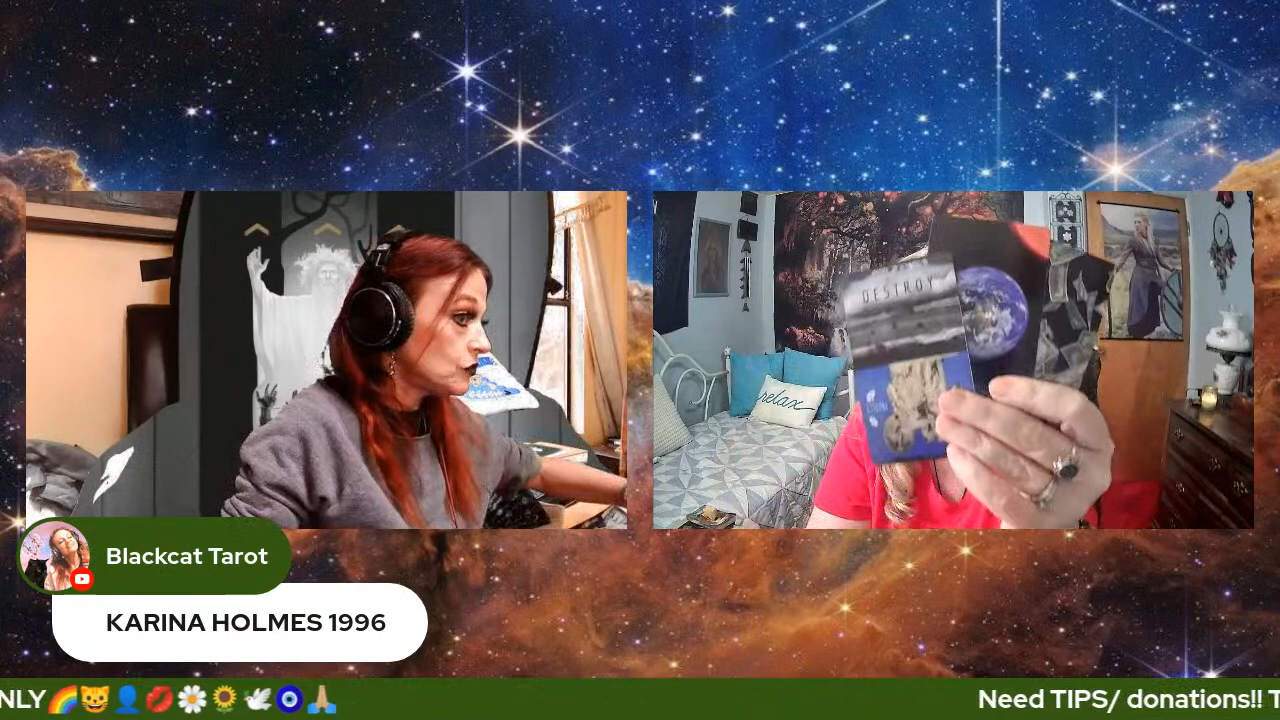 DESTROY
relax
Blackcat Tarot
KARINA HOLMES 1996
NLY🌈😺👤💋🌼🌻🕊️🧿🙏🏼 Need TIPS/ donations!! T